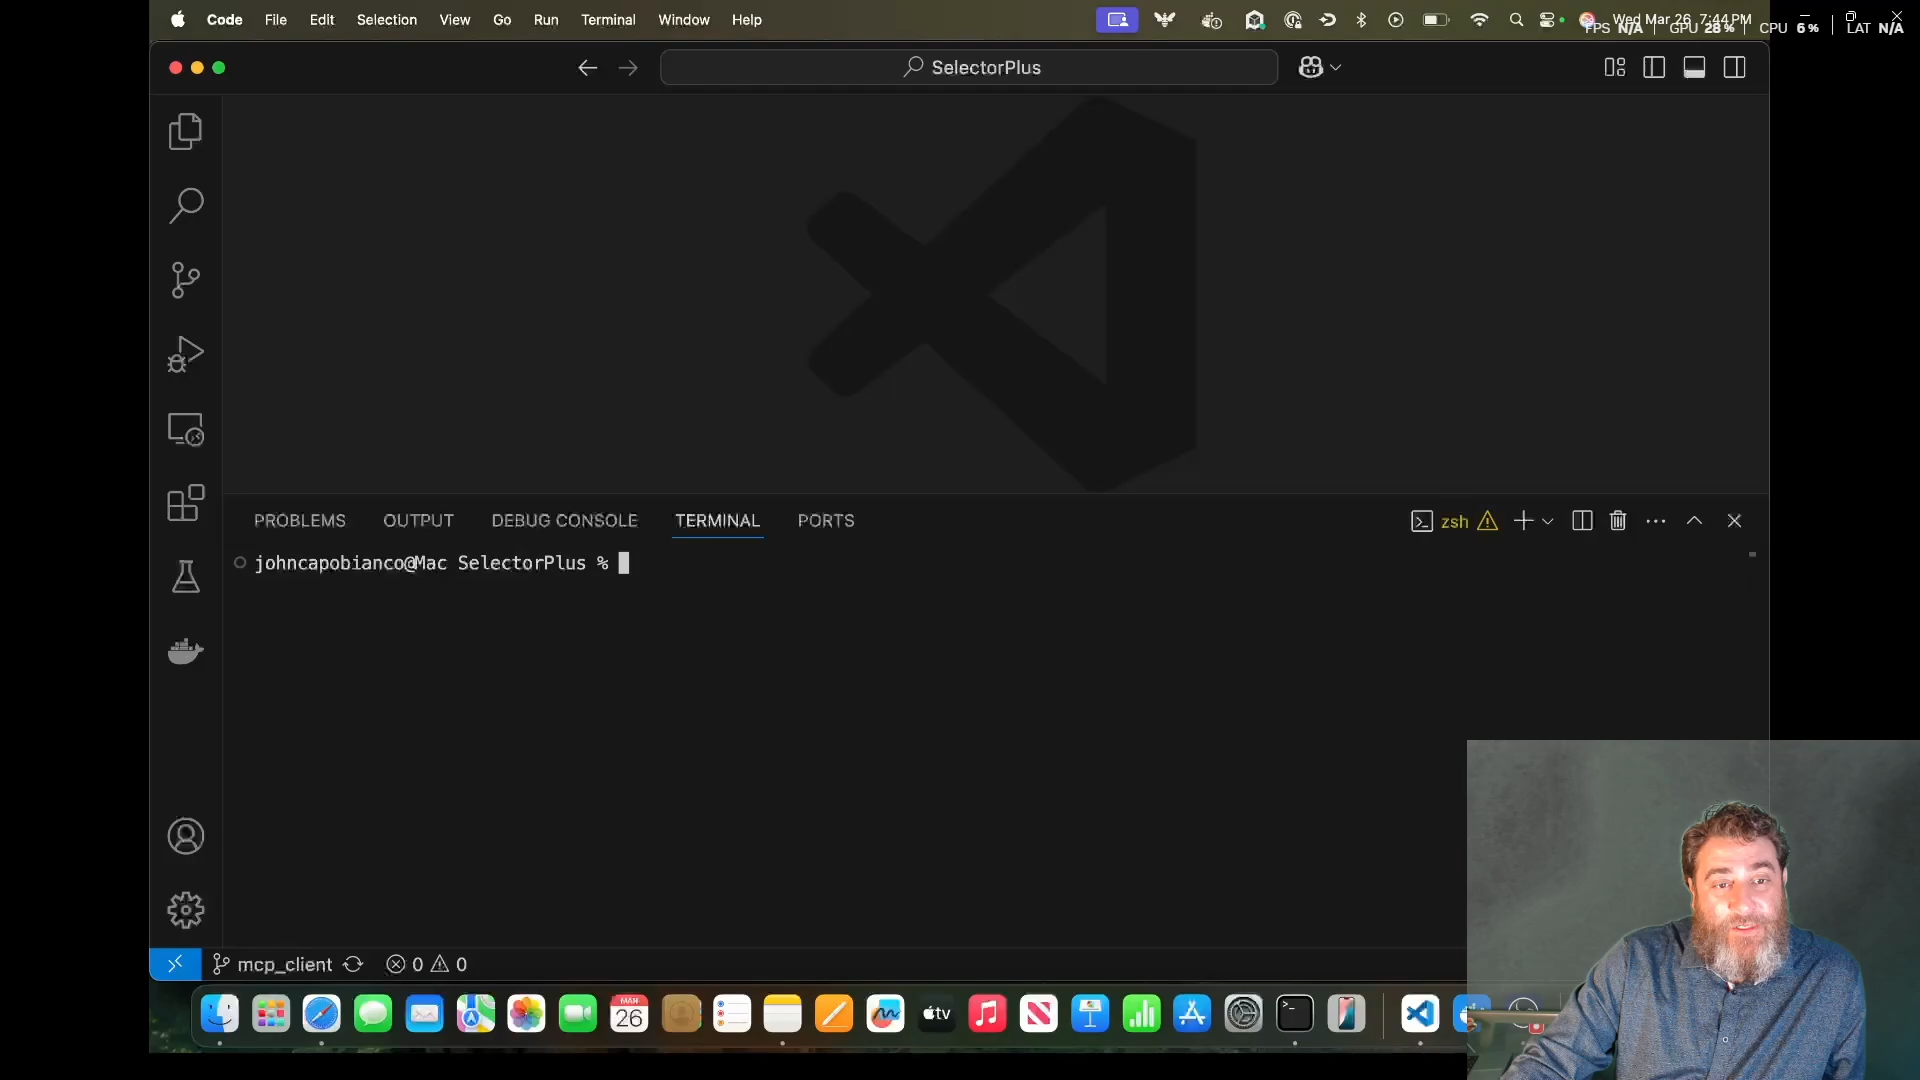 Code File Edit Selection View Go Run Terminal Window Help Wed Mar 26 7:44 PM
FPS N/A GPU 28% CPU 6% LAT N/A
SelectorPlus
PROBLEMS OUTPUT DEBUG CONSOLE TERMINAL PORTS zsh
johncapobianco@Mac SelectorPlus %
mcp_client 0 0
MAR
26
tv